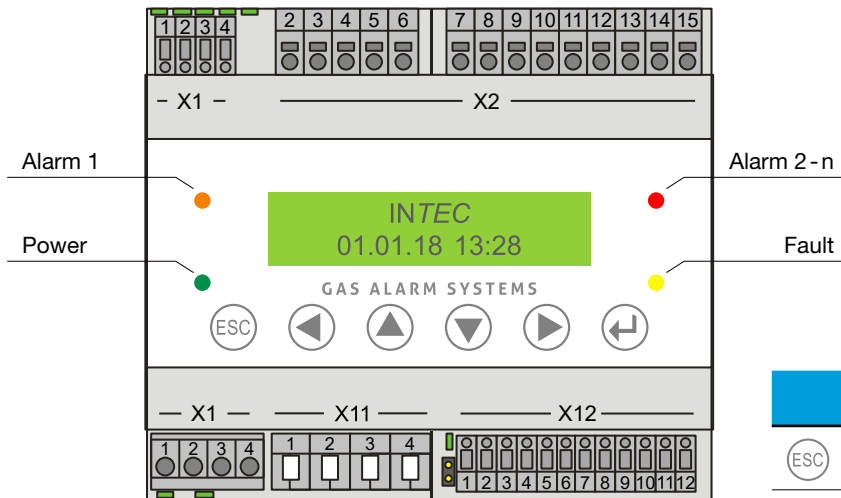 1 2 3 4
2 3 4 5 6
7 8 9 10 11 12 13 14 15
X1
X2
Alarm 1
Alarm 2-n
INTEC
01.01.18 13:28
Power
Fault
GAS ALARM SYSTEMS
ESC
X1
X11
X12
ESC
1 2 3 4
1 2 3 4
1 2 3 4 5 6 7 8 9 10 11 12